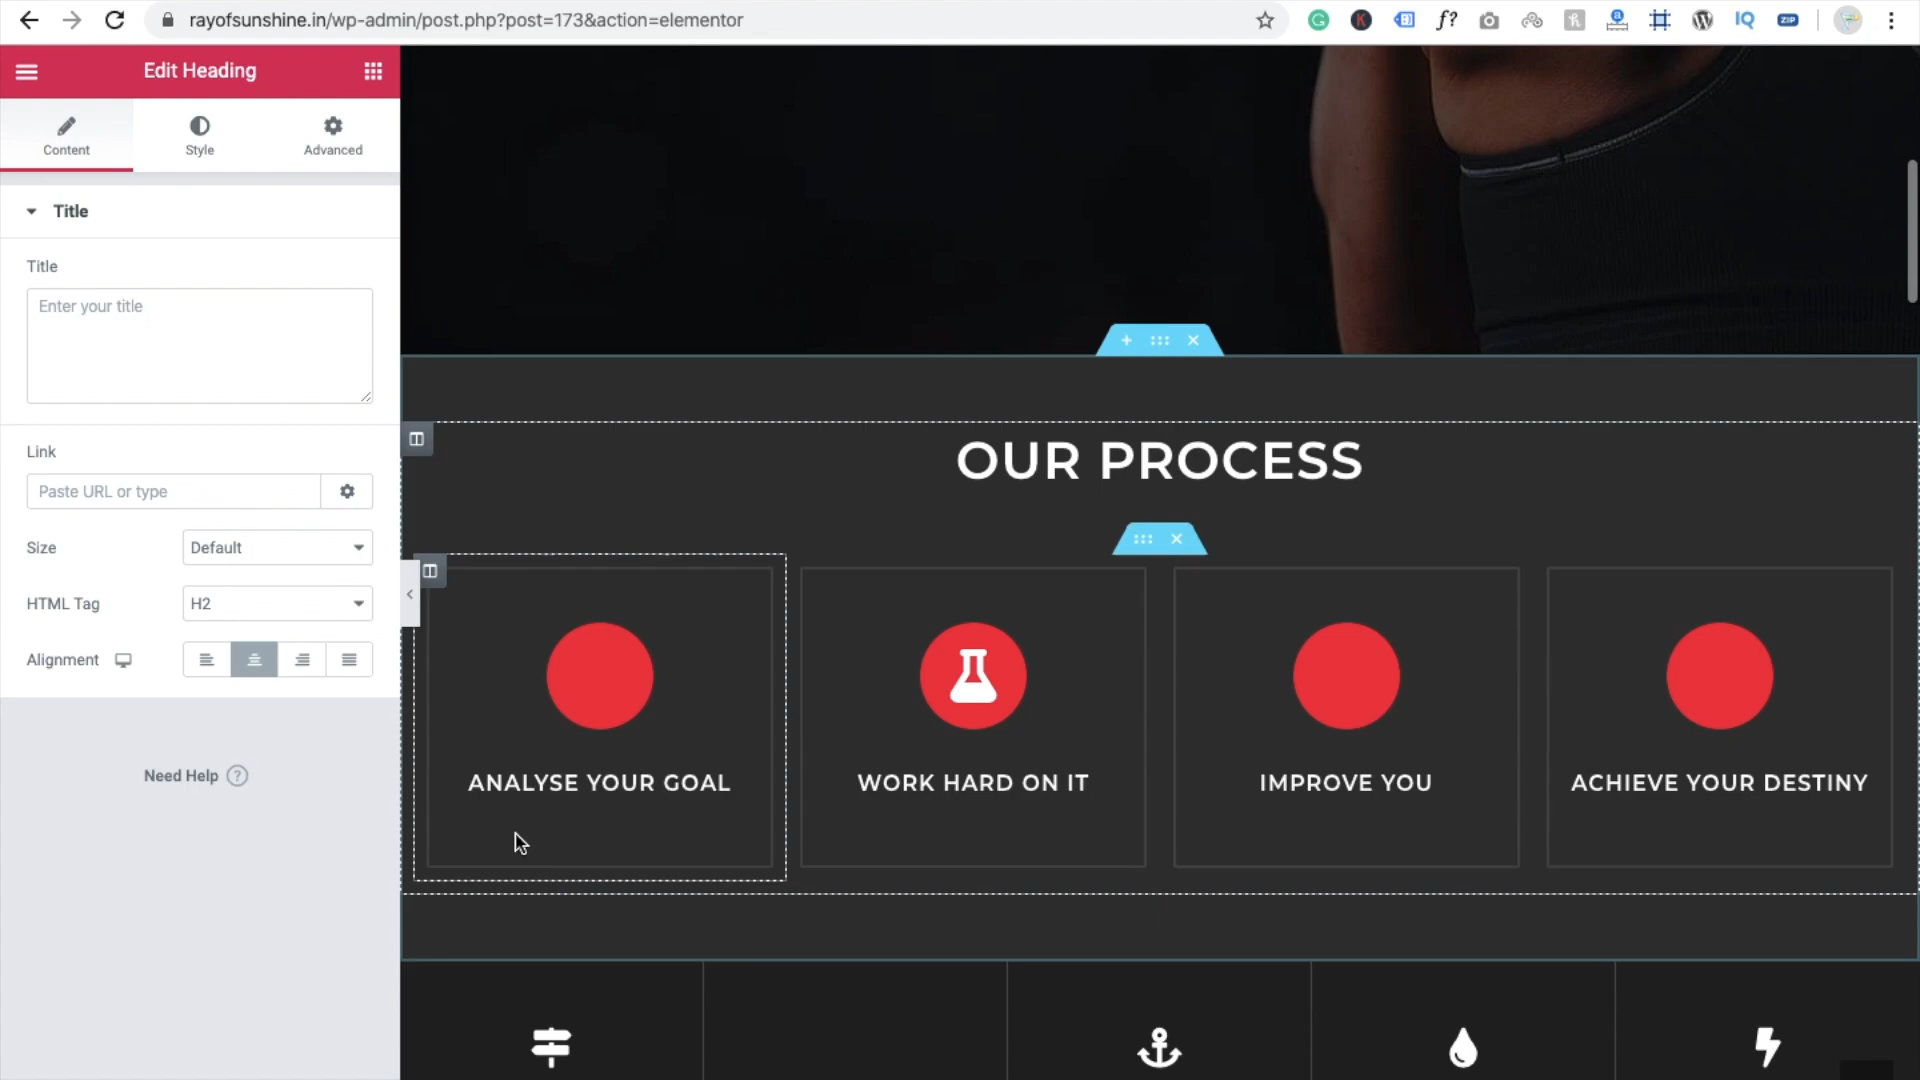 rayofsunshine.in/wp-admin/post.php?post=173&action=elementor
f?
IQ
ZIP
Edit Heading
Content
Style
Advanced
Title
Title
Enter your title
Link
Paste URL or type
Size
Default
HTML Tag
H2
Alignment
Need Help ?
OUR PROCESS
ANALYSE YOUR GOAL
WORK HARD ON IT
IMPROVE YOU
ACHIEVE YOUR DESTINY